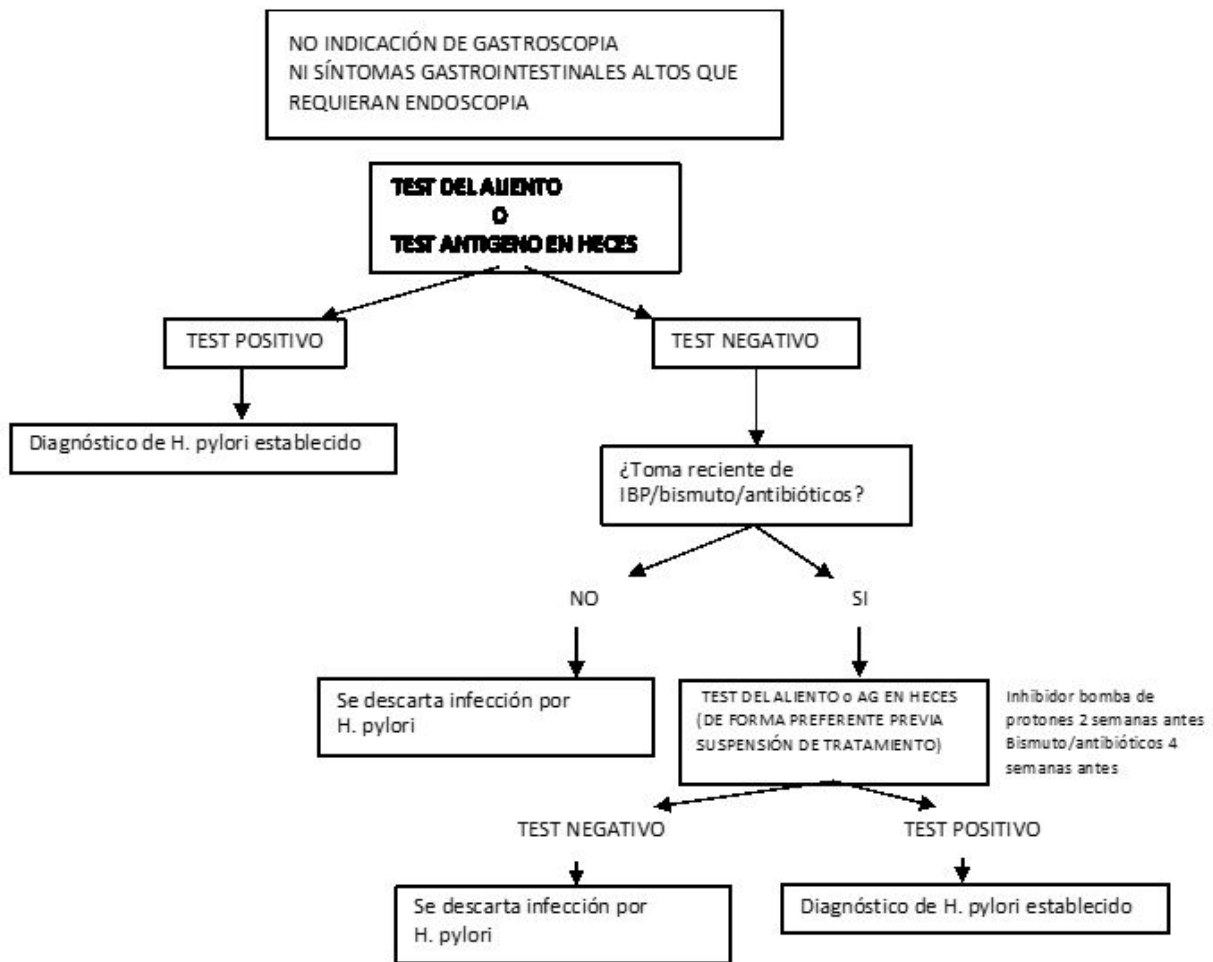 NO INDICACIÓN DE GASTROSCOPIA
NI SÍNTOMAS GASTROINTESTINALES ALTOS QUE
REQUIERAN ENDOSCOPIA
TEST DEL ALIENTO
O
TEST ANTIGENO EN HECES
TEST POSITIVO
TEST NEGATIVO
Diagnóstico de H. pylori establecido
¿Toma reciente de
IBP/bismuto/antibióticos?
NO
SI
Se descarta infección por
H. pylori
TEST DEL ALIENTO o AG EN HECES
(DE FORMA PREFERENTE PREVIA
SUSPENSIÓN DE TRATAMIENTO)
Inhibidor bomba de
protones 2 semanas antes
Bismuto/antibióticos 4
semanas antes
TEST NEGATIVO
TEST POSITIVO
Se descarta infección por
H. pylori
Diagnóstico de H. pylori establecido